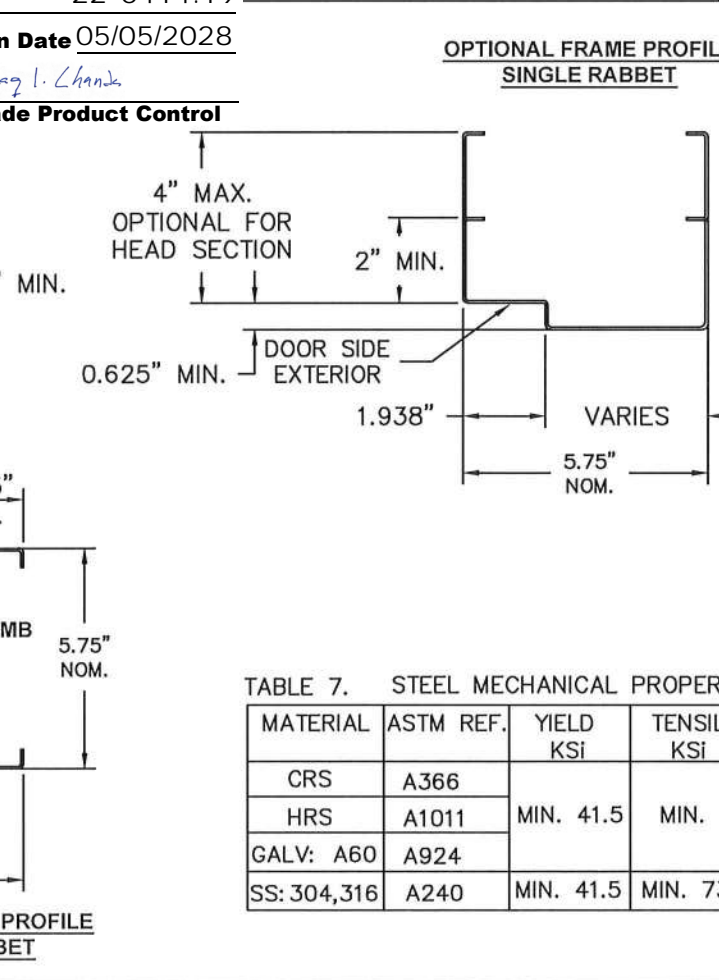 n Date 05/05/2028
ade Product Control
OPTIONAL FRAME PROFIL
SINGLE RABBET
4" MAX.
OPTIONAL FOR
HEAD SECTION
2" MIN.
" MIN.
0.625" MIN.
DOOR SIDE
EXTERIOR
1.938"
VARIES
5.75"
NOM.
MB
5.75"
NOM.
PROFILE
BET
TABLE 7. STEEL MECHANICAL PROPER
MATERIAL ASTM REF. YIELD KSi TENSIL KSi
CRS A366
HRS A1011 MIN. 41.5 MIN.
GALV: A60 A924
SS: 304,316 A240 MIN. 41.5 MIN. 73